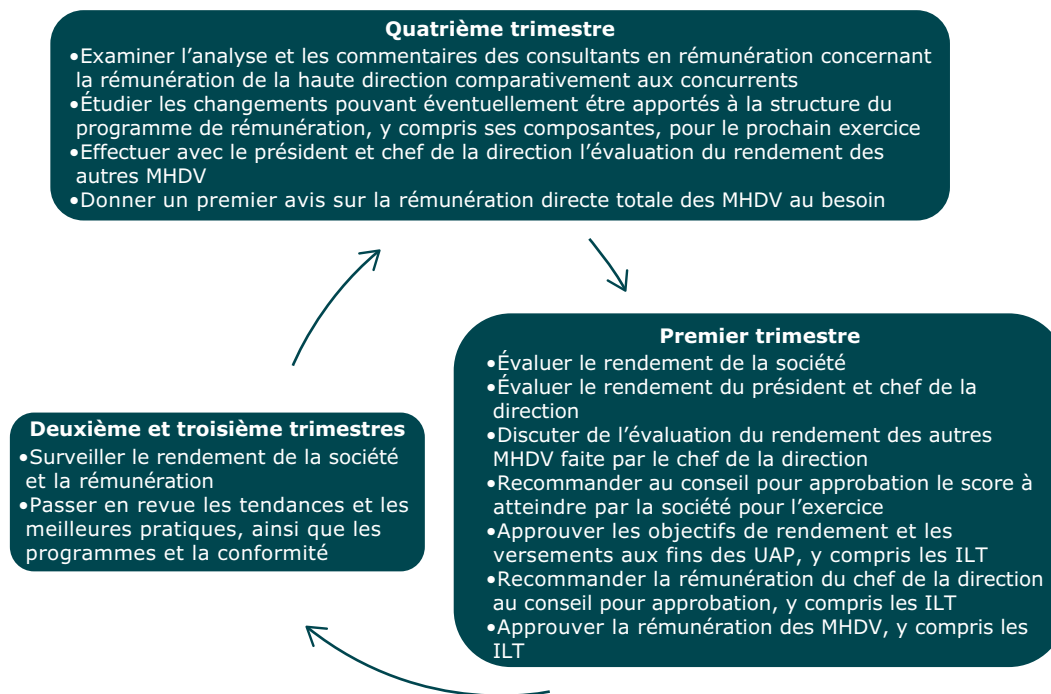 Quatrième trimestre
•Examiner l’analyse et les commentaires des consultants en rémunération concernant
la rémunération de la haute direction comparativement aux concurrents
•Étudier les changements pouvant éventuellement étre apportés à la structure du
programme de rémunération, y compris ses composantes, pour le prochain exercice
•Effectuer avec le président et chef de la direction l’évaluation du rendement des
autres MHDV
•Donner un premier avis sur la rémunération directe totale des MHDV au besoin
Premier trimestre
•Évaluer le rendement de la société
•Évaluer le rendement du président et chef de la
direction
•Discuter de l’évaluation du rendement des autres
MHDV faite par le chef de la direction
•Recommander au conseil pour approbation le score à
atteindre par la société pour l’exercice
•Approuver les objectifs de rendement et les
versements aux fins des UAP, y compris les ILT
•Recommander la rémunération du chef de la direction
au conseil pour approbation, y compris les ILT
•Approuver la rémunération des MHDV, y compris les
ILT
Deuxième et troisième trimestres
•Surveiller le rendement de la société
et la rémunération
•Passer en revue les tendances et les
meilleures pratiques, ainsi que les
programmes et la conformité